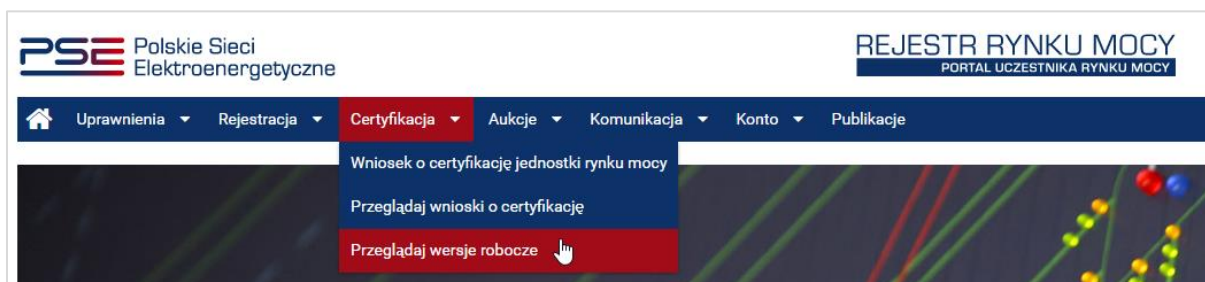 PSE Polskie Sieci
Elektroenergetyczne
REJESTR RYNKU MOCY
PORTAL UCZESTNIKA RYNKU MOCY
Uprawnienia Rejestracja Certyfikacja Aukcje Komunikacja Konto Publikacje
Wniosek o certyfikację jednostki rynku mocy
Przeglądaj wnioski o certyfikację
Przeglądaj wersje robocze